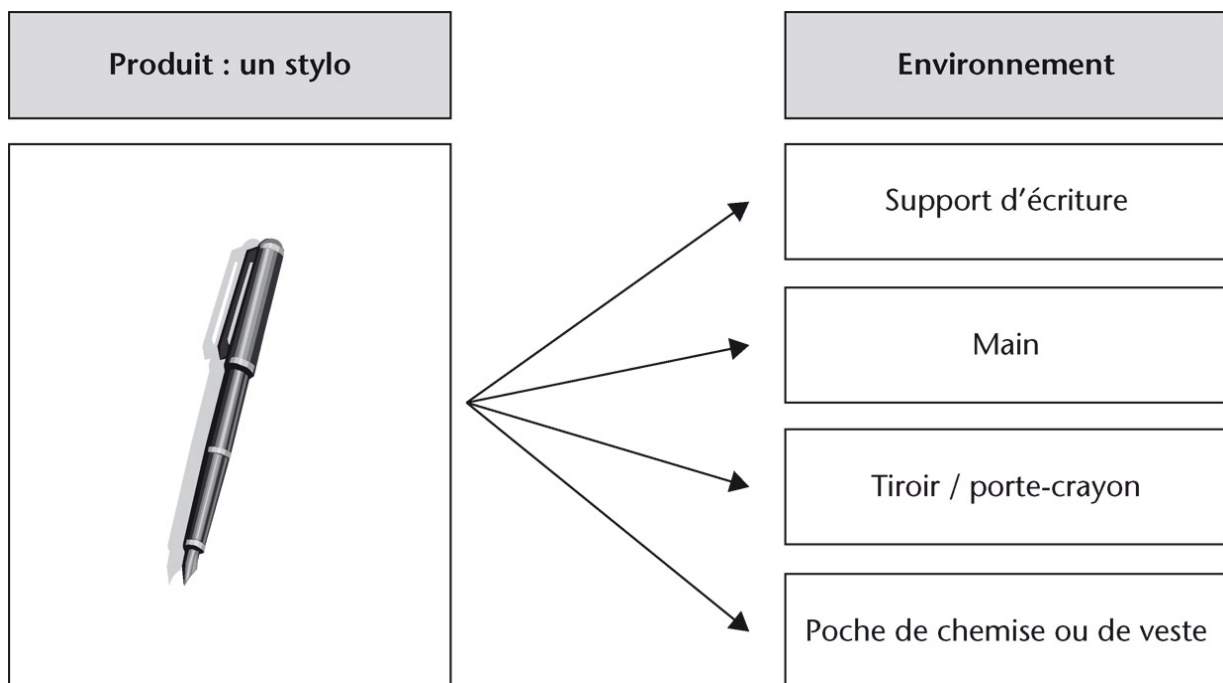 Produit : un stylo
Environnement
Support d’écriture
Main
Tiroir / porte-crayon
Poche de chemise ou de veste